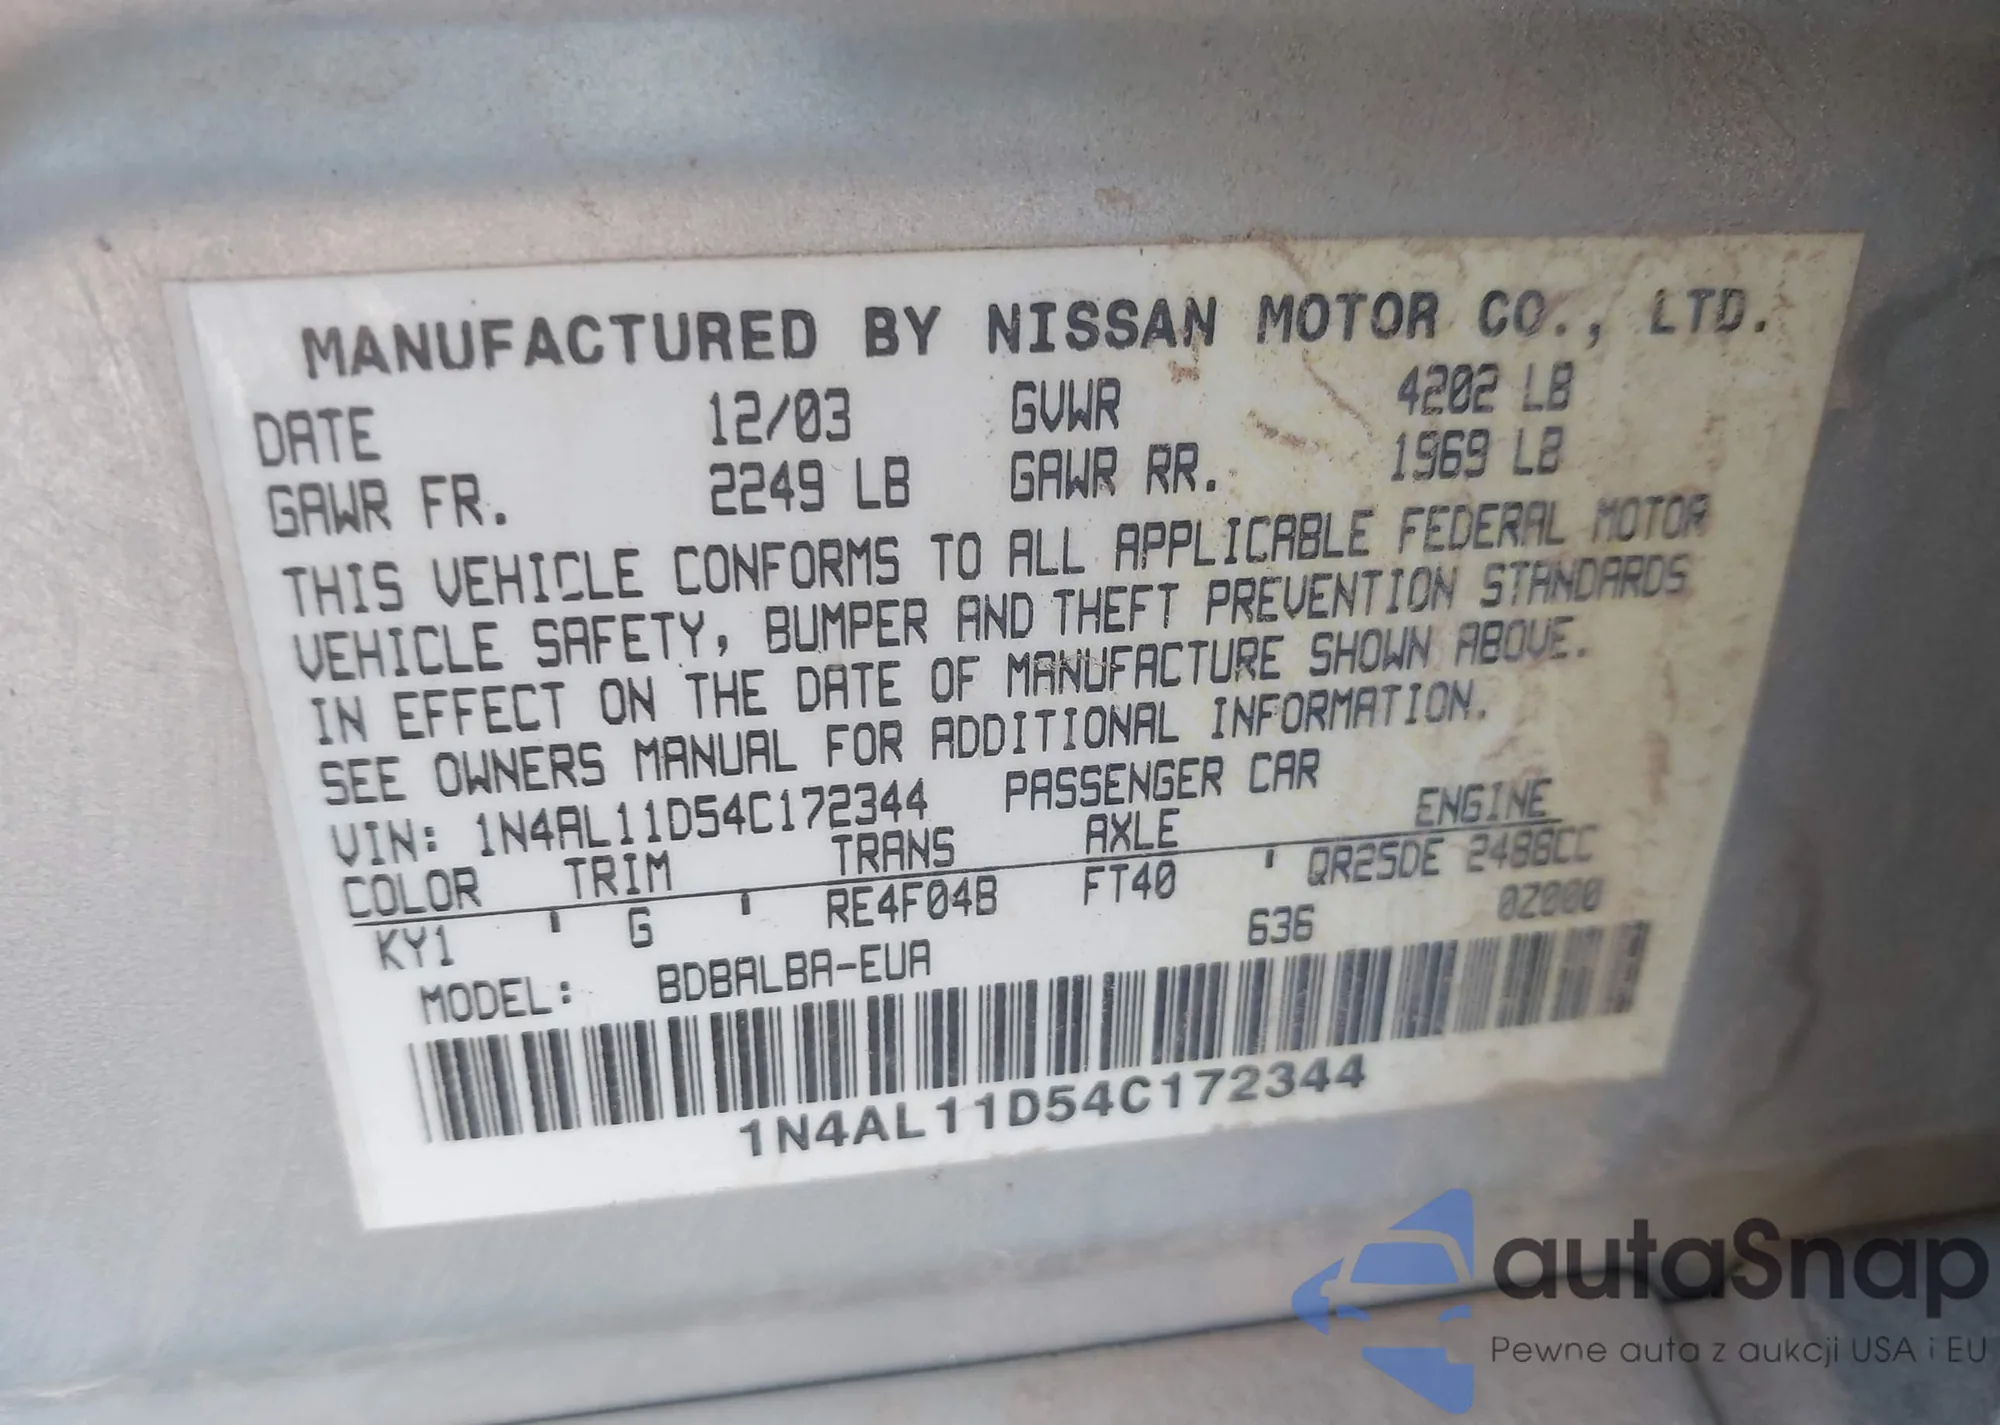 MANUFACTURED BY NISSAN MOTOR CO., LTD.
DATE 12/03 GVWR 4202 LB
GAWR FR. 2249 LB GAWR RR. 1969 LB
THIS VEHICLE CONFORMS TO ALL APPLICABLE FEDERAL MOTOR
VEHICLE SAFETY, BUMPER AND THEFT PREVENTION STANDARDS
IN EFFECT ON THE DATE OF MANUFACTURE SHOWN ABOVE.
SEE OWNERS MANUAL FOR ADDITIONAL INFORMATION.
VIN: 1N4AL11D54C172344 PASSENGER CAR
COLOR TRIM TRANS AXLE ENGINE
KY1 ' G ' RE4F04B FT40 ' QR25DE 2488CC
MODEL: BDBALBA-EUA 636 0Z000
1N4AL11D54C172344
autaSnap
Pewne auta z aukcji USA i EU